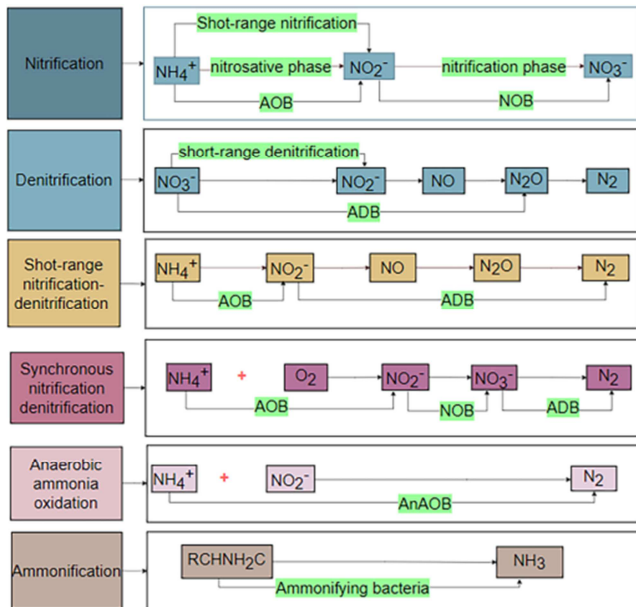 Shot-range nitrification
Nitrification
NH₄⁺ nitrosative phase NO₂⁻ nitrification phase NO₃⁻
AOB NOB
short-range denitrification
Denitrification
NO₃⁻ NO₂⁻ NO N₂O N₂
ADB
Shot-range
nitrification-
denitrification
NH₄⁺ NO₂⁻ NO N₂O N₂
AOB ADB
Synchronous
nitrification
denitrification
NH₄⁺ + O₂ NO₂⁻ NO₃⁻ N₂
AOB NOB ADB
Anaerobic
ammonia
oxidation
NH₄⁺ + NO₂⁻ N₂
AnAOB
Ammonification
RCHNH₂C NH₃
Ammonifying bacteria